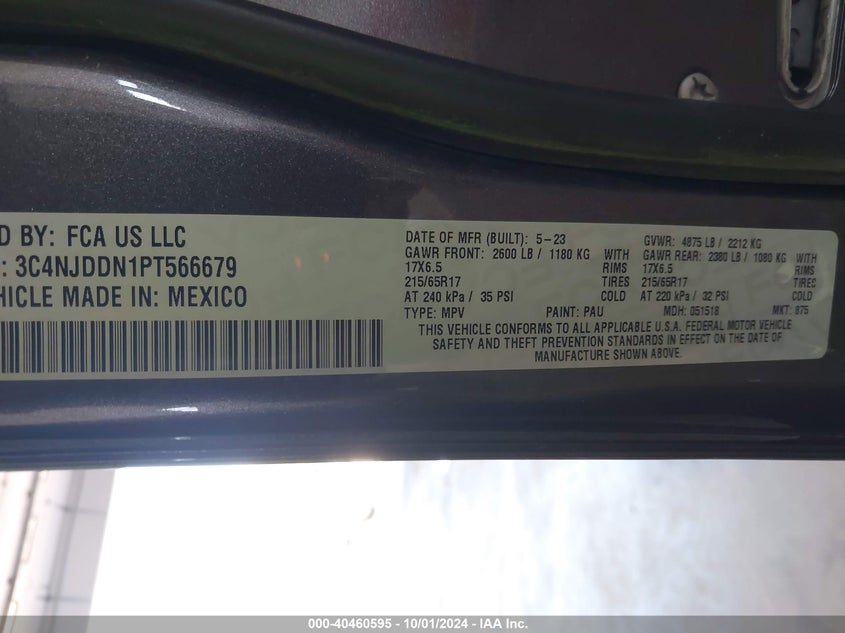 D BY: FCA US LLC
: 3C4NJDDN1PT566679
HICLE MADE IN: MEXICO
DATE OF MFR (BUILT): 5-23 GVWR: 4875 LB / 2212 KG
GAWR FRONT: 2600 LB / 1180 KG WITH GAWR REAR: 2380 LB / 1080 KG WITH
17X6.5 RIMS 17X6.5 RIMS
215/65R17 TIRES 215/65R17 TIRES
AT 240 kPa / 35 PSI COLD AT 220 kPa / 32 PSI COLD
TYPE: MPV PAINT: PAU MDH: 051518 MKT: 875
THIS VEHICLE CONFORMS TO ALL APPLICABLE U.S.A. FEDERAL MOTOR VEHICLE
SAFETY AND THEFT PREVENTION STANDARDS IN EFFECT ON THE DATE OF
MANUFACTURE SHOWN ABOVE.
000-40460595 - 10/01/2024 - IAA Inc.